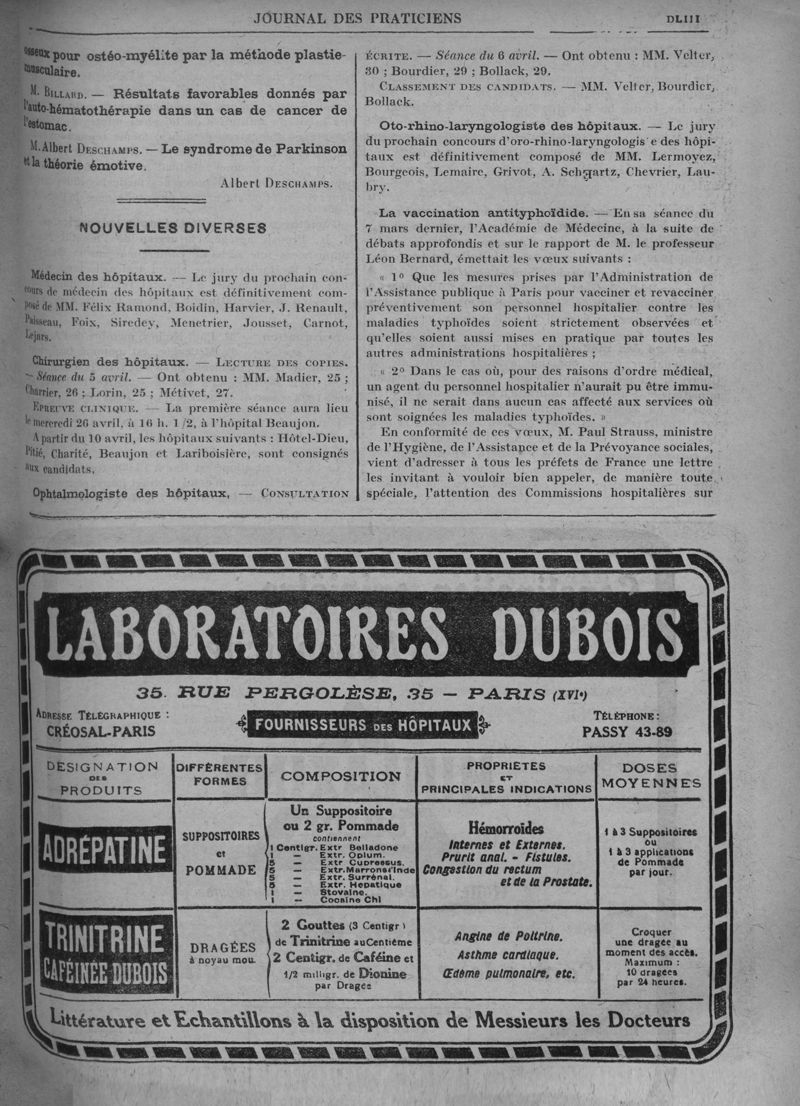 JOURNAL DES PRATICIENS
DLIII
osseux pour ostéo-myélite par la méthode plastie-
musculaire.
M. BILLARD. — Résultats favorables donnés par
l'auto-hématothérapie dans un cas de cancer de
l'estomac.
M. Albert DESCHAMPS. — Le syndrome de Parkinson
et la théorie émotive.
Albert DESCHAMPS.
NOUVELLES DIVERSES
Médecin des hôpitaux. — Le jury du prochain con-
cours de médecin des hôpitaux est définitivement com-
posé de MM. Félix Ramond, Boidin, Harvier, J. Renault,
Paisseau, Foix, Siredey, Menetrier, Jousset, Carnot,
Lejars.
Chirurgien des hôpitaux. — LECTURE DES COPIES.
— Séance du 5 avril. — Ont obtenu : MM. Madier, 25 ;
Charrier, 26 ; Lorin, 25 ; Métivet, 27.
EPREUVE CLINIQUE. — La première séance aura lieu
le mercredi 26 avril, à 16 h. 1/2, à l'hôpital Beaujon.
A partir du 10 avril, les hôpitaux suivants : Hôtel-Dieu,
Pitié, Charité, Beaujon et Lariboisière, sont consignés
aux candidats.
Ophtalmologiste des hôpitaux, — CONSULTATION
ÉCRITE. — Séance du 6 avril. — Ont obtenu : MM. Velter,
30 ; Bourdier, 29 ; Bollack, 29.
CLASSEMENT DES CANDIDATS. — MM. Velter, Bourdier,
Bollack.
Oto-rhino-laryngologiste des hôpitaux. — Le jury
du prochain concours d'oro-rhino-laryngologis e des hôpi-
taux est définitivement composé de MM. Lermoyez,
Bourgeois, Lemaire, Grivot, A. Schwartz, Chevrier, Lau-
bry.
La vaccination antityphoïdide. — En sa séance du
7 mars dernier, l'Académie de Médecine, à la suite de
débats approfondis et sur le rapport de M. le professeur
Léon Bernard, émettait les vœux suivants :
« 1° Que les mesures prises par l'Administration de
l'Assistance publique à Paris pour vacciner et revacciner
préventivement son personnel hospitalier contre les
maladies typhoïdes soient strictement observées et
qu'elles soient aussi mises en pratique par toutes les
autres administrations hospitalières ;
« 2° Dans le cas où, pour des raisons d'ordre médical,
un agent du personnel hospitalier n'aurait pu être immu-
nisé, il ne serait dans aucun cas affecté aux services où
sont soignées les maladies typhoïdes. »
En conformité de ces vœux, M. Paul Strauss, ministre
de l'Hygiène, de l'Assistance et de la Prévoyance sociales,
vient d'adresser à tous les préfets de France une lettre
les invitant à vouloir bien appeler, de manière toute
spéciale, l'attention des Commissions hospitalières sur
LABORATOIRES DUBOIS
35. RUE PERGOLÈSE, 35 — PARIS (XVIe)
ADRESSE TÉLÉGRAPHIQUE :
CRÉOSAL-PARIS
FOURNISSEURS DES HÔPITAUX
TÉLÉPHONE :
PASSY 43-89
DÉSIGNATION
DES
PRODUITS
DIFFÉRENTES
FORMES
COMPOSITION
PROPRIÉTÉS
ET
PRINCIPALES INDICATIONS
DOSES
MOYENNES
ADRÉPATINE
SUPPOSITOIRES
et
POMMADE
Un Suppositoire
ou 2 gr. Pommade
contiennent
1 Centigr. Extr Belladone
1 — Extr. Opium.
5 — Extr Cupressus.
5 — Extr. Marrons d'Inde
5 — Extr. Surrénal.
5 — Extr. Hepatique
1 — Stovaïne.
1 — Cocaïne Chl
Hémorroïdes
Internes et Externes.
Prurit anal. - Fistules.
Congestion du rectum
et de la Prostate.
1 à 3 Suppositoires
ou
1 à 3 applications
de Pommade
par jour.
TRINITRINE
CAFÉINÉE DUBOIS
DRAGÉES
à noyau mou.
2 Gouttes (3 Centigr)
de Trinitrine au Centième
2 Centigr. de Caféine et
1/2 milligr. de Dionine
par Dragée
Angine de Poitrine.
Asthme cardiaque.
Œdème pulmonaire, etc.
Croquer
une dragée au
moment des accès.
Maximum :
10 dragées
par 24 heures.
Littérature et Echantillons à la disposition de Messieurs les Docteurs